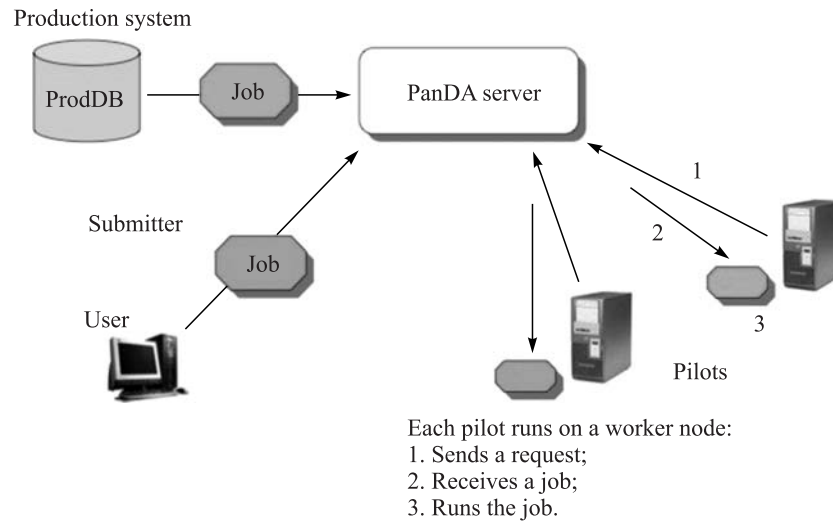 Production system
ProdDB
Job
PanDA server
1
Submitter
2
Job
User
3
Pilots
Each pilot runs on a worker node:
1. Sends a request;
2. Receives a job;
3. Runs the job.